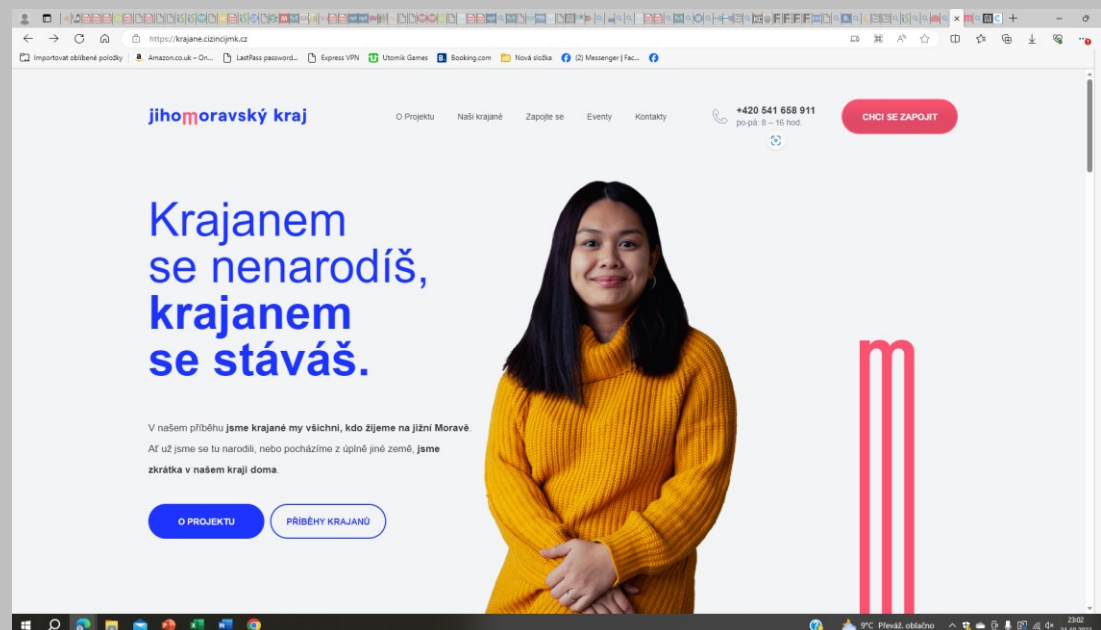 https://krajane.cizincijmk.cz
Importovat oblíbené položky
Amazon.co.uk – On...
LastPass password...
Express VPN
Utomik Games
Booking.com
Nová složka
(2) Messenger | Fac...
jihomoravský kraj
O Projektu
Naši krajané
Zapojte se
Eventy
Kontakty
+420 541 658 911
po-pá: 8 – 16 hod.
CHCI SE ZAPOJIT
Krajanem
se nenarodíš,
krajanem
se stáváš.
m
V našem příběhu jsme krajané my všichni, kdo žijeme na jižní Moravě.
Ať už jsme se tu narodili, nebo pocházíme z úplně jiné země, jsme
zkrátka v našem kraji doma.
O PROJEKTU
PŘÍBĚHY KRAJANŮ
9°C Převáž. oblačno
23:02